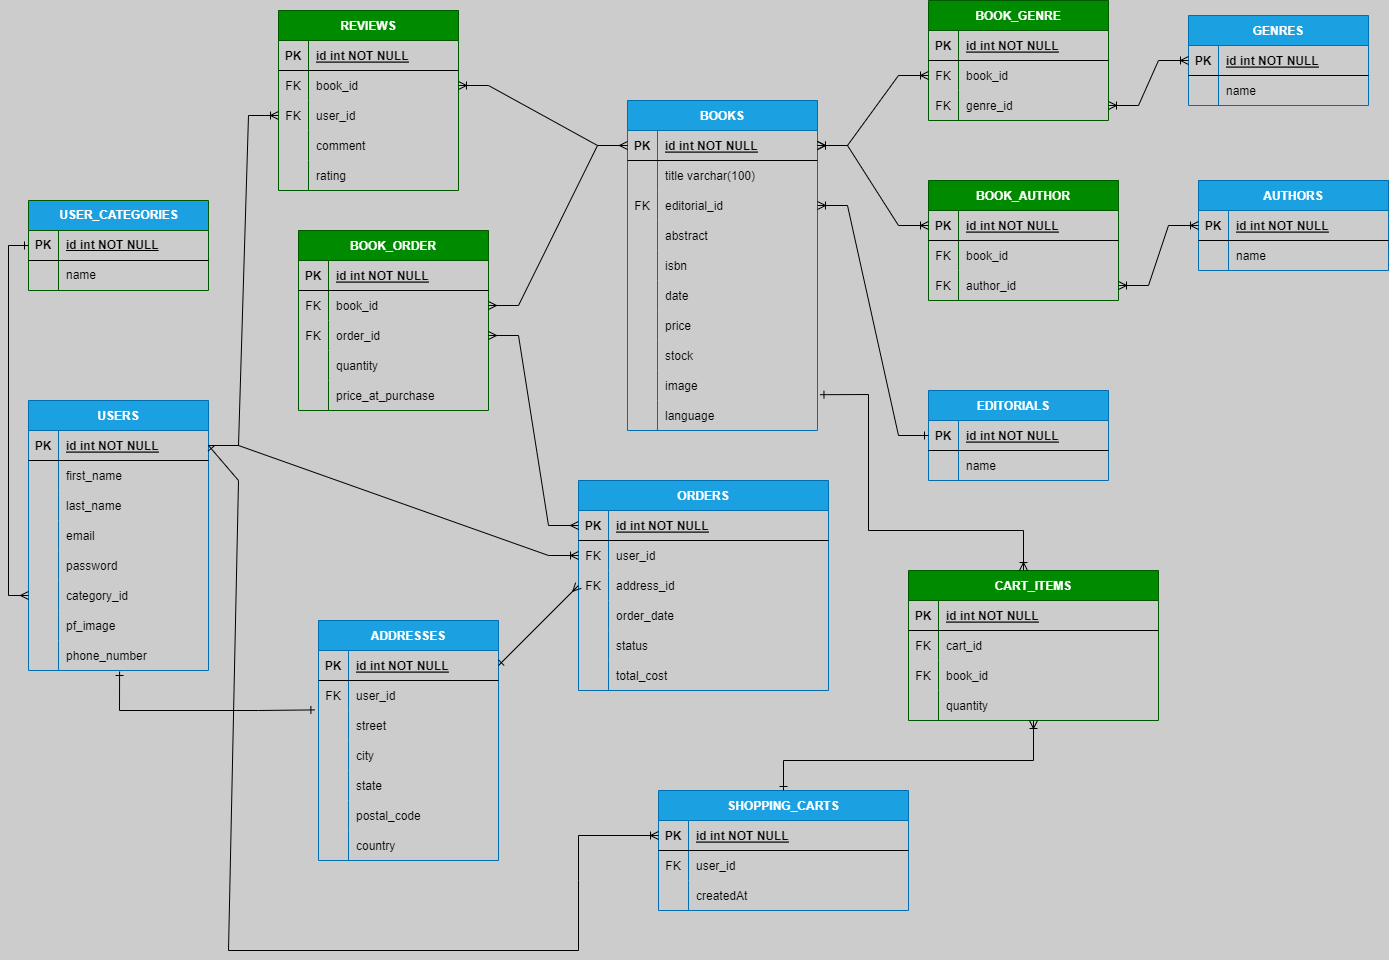 REVIEWS
PK id int NOT NULL
FK book_id
FK user_id
comment
rating
BOOK_GENRE
PK id int NOT NULL
FK book_id
FK genre_id
GENRES
PK id int NOT NULL
name
BOOKS
PK id int NOT NULL
title varchar(100)
FK editorial_id
abstract
isbn
date
price
stock
image
language
USER_CATEGORIES
PK id int NOT NULL
name
BOOK_ORDER
PK id int NOT NULL
FK book_id
FK order_id
quantity
price_at_purchase
BOOK_AUTHOR
PK id int NOT NULL
FK book_id
FK author_id
AUTHORS
PK id int NOT NULL
name
USERS
PK id int NOT NULL
first_name
last_name
email
password
category_id
pf_image
phone_number
EDITORIALS
PK id int NOT NULL
name
ORDERS
PK id int NOT NULL
FK user_id
FK address_id
order_date
status
total_cost
ADDRESSES
PK id int NOT NULL
FK user_id
street
city
state
postal_code
country
CART_ITEMS
PK id int NOT NULL
FK cart_id
FK book_id
quantity
SHOPPING_CARTS
PK id int NOT NULL
FK user_id
createdAt